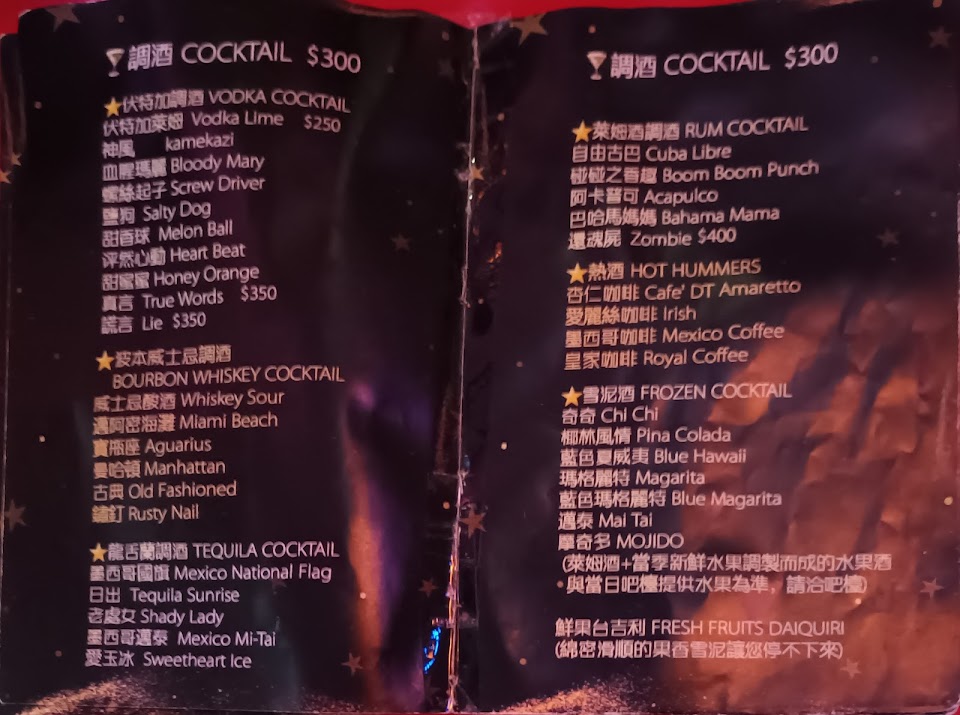 調酒 COCKTAIL $300
伏特加調酒 VODKA COCKTAIL
伏特加萊姆 Vodka Lime $250
神風 kamekazi
血腥瑪麗 Bloody Mary
螺絲起子 Screw Driver
鹽狗 Salty Dog
甜香球 Melon Ball
怦然心動 Heart Beat
甜蜜蜜 Honey Orange
真言 True Words $350
謊言 Lie $350
波本威士忌調酒
BOURBON WHISKEY COCKTAIL
威士忌酸酒 Whiskey Sour
邁阿密海灘 Miami Beach
寶瓶座 Aguarius
曼哈頓 Manhattan
古典 Old Fashioned
鏽釘 Rusty Nail
龍舌蘭調酒 TEQUILA COCKTAIL
墨西哥國旗 Mexico National Flag
日出 Tequila Sunrise
老處女 Shady Lady
墨西哥邁泰 Mexico Mi-Tai
愛玉冰 Sweetheart Ice
調酒 COCKTAIL $300
萊姆酒調酒 RUM COCKTAIL
自由古巴 Cuba Libre
碰碰之香趣 Boom Boom Punch
阿卡普可 Acapulco
巴哈馬媽媽 Bahama Mama
還魂屍 Zombie $400
熱酒 HOT HUMMERS
杏仁咖啡 Cafe' DT Amaretto
愛麗絲咖啡 Irish
墨西哥咖啡 Mexico Coffee
皇家咖啡 Royal Coffee
雪泥酒 FROZEN COCKTAIL
奇奇 Chi Chi
椰林風情 Pina Colada
藍色夏威夷 Blue Hawaii
瑪格麗特 Magarita
藍色瑪格麗特 Blue Magarita
邁泰 Mai Tai
摩奇多 MOJIDO
(萊姆酒+當季新鮮水果調製而成的水果酒
與當日吧檯提供水果為準，請洽吧檯)
鮮果台吉利 FRESH FRUITS DAIQUIRI
(綿密滑順的果香雪泥讓您停不下來)